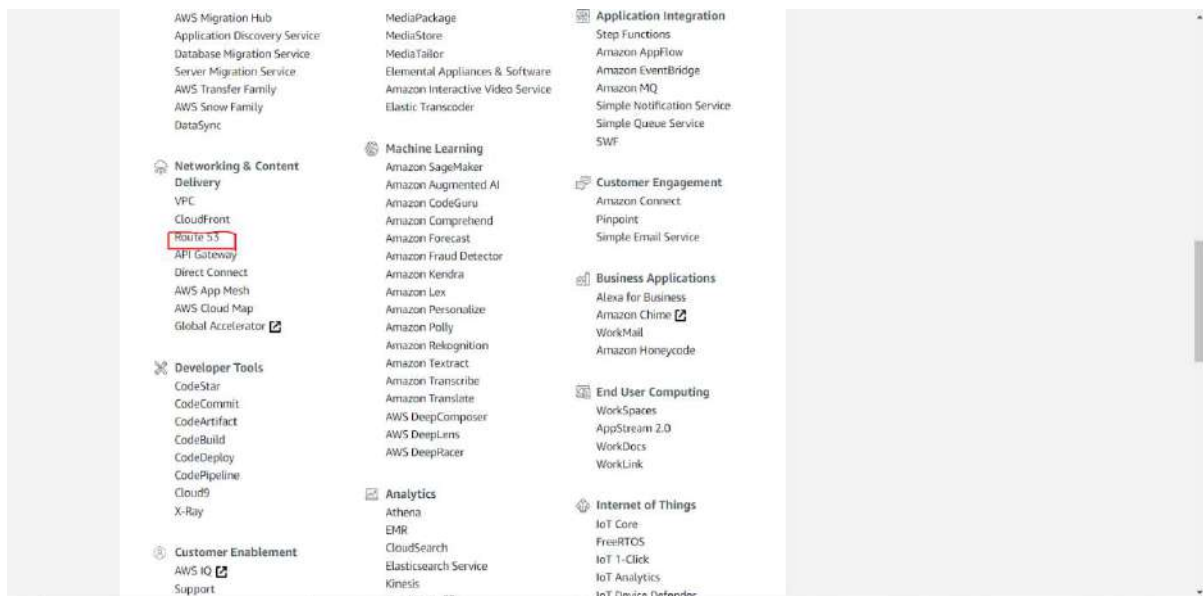 AWS Migration Hub
Application Discovery Service
Database Migration Service
Server Migration Service
AWS Transfer Family
AWS Snow Family
DataSync
Networking & Content
Delivery
VPC
CloudFront
Route 53
API Gateway
Direct Connect
AWS App Mesh
AWS Cloud Map
Global Accelerator
Developer Tools
CodeStar
CodeCommit
CodeArtifact
CodeBuild
CodeDeploy
CodePipeline
Cloud9
X-Ray
Customer Enablement
AWS IQ
Support
MediaPackage
MediaStore
MediaTailor
Elemental Appliances & Software
Amazon Interactive Video Service
Elastic Transcoder
Machine Learning
Amazon SageMaker
Amazon Augmented AI
Amazon CodeGuru
Amazon Comprehend
Amazon Forecast
Amazon Fraud Detector
Amazon Kendra
Amazon Lex
Amazon Personalize
Amazon Polly
Amazon Rekognition
Amazon Textract
Amazon Transcribe
Amazon Translate
AWS DeepComposer
AWS DeepLens
AWS DeepRacer
Analytics
Athena
EMR
CloudSearch
Elasticsearch Service
Kinesis
Application Integration
Step Functions
Amazon AppFlow
Amazon EventBridge
Amazon MQ
Simple Notification Service
Simple Queue Service
SWF
Customer Engagement
Amazon Connect
Pinpoint
Simple Email Service
Business Applications
Alexa for Business
Amazon Chime
WorkMail
Amazon Honeycode
End User Computing
WorkSpaces
AppStream 2.0
WorkDocs
WorkLink
Internet of Things
IoT Core
FreeRTOS
IoT 1-Click
IoT Analytics
IoT Device Defender